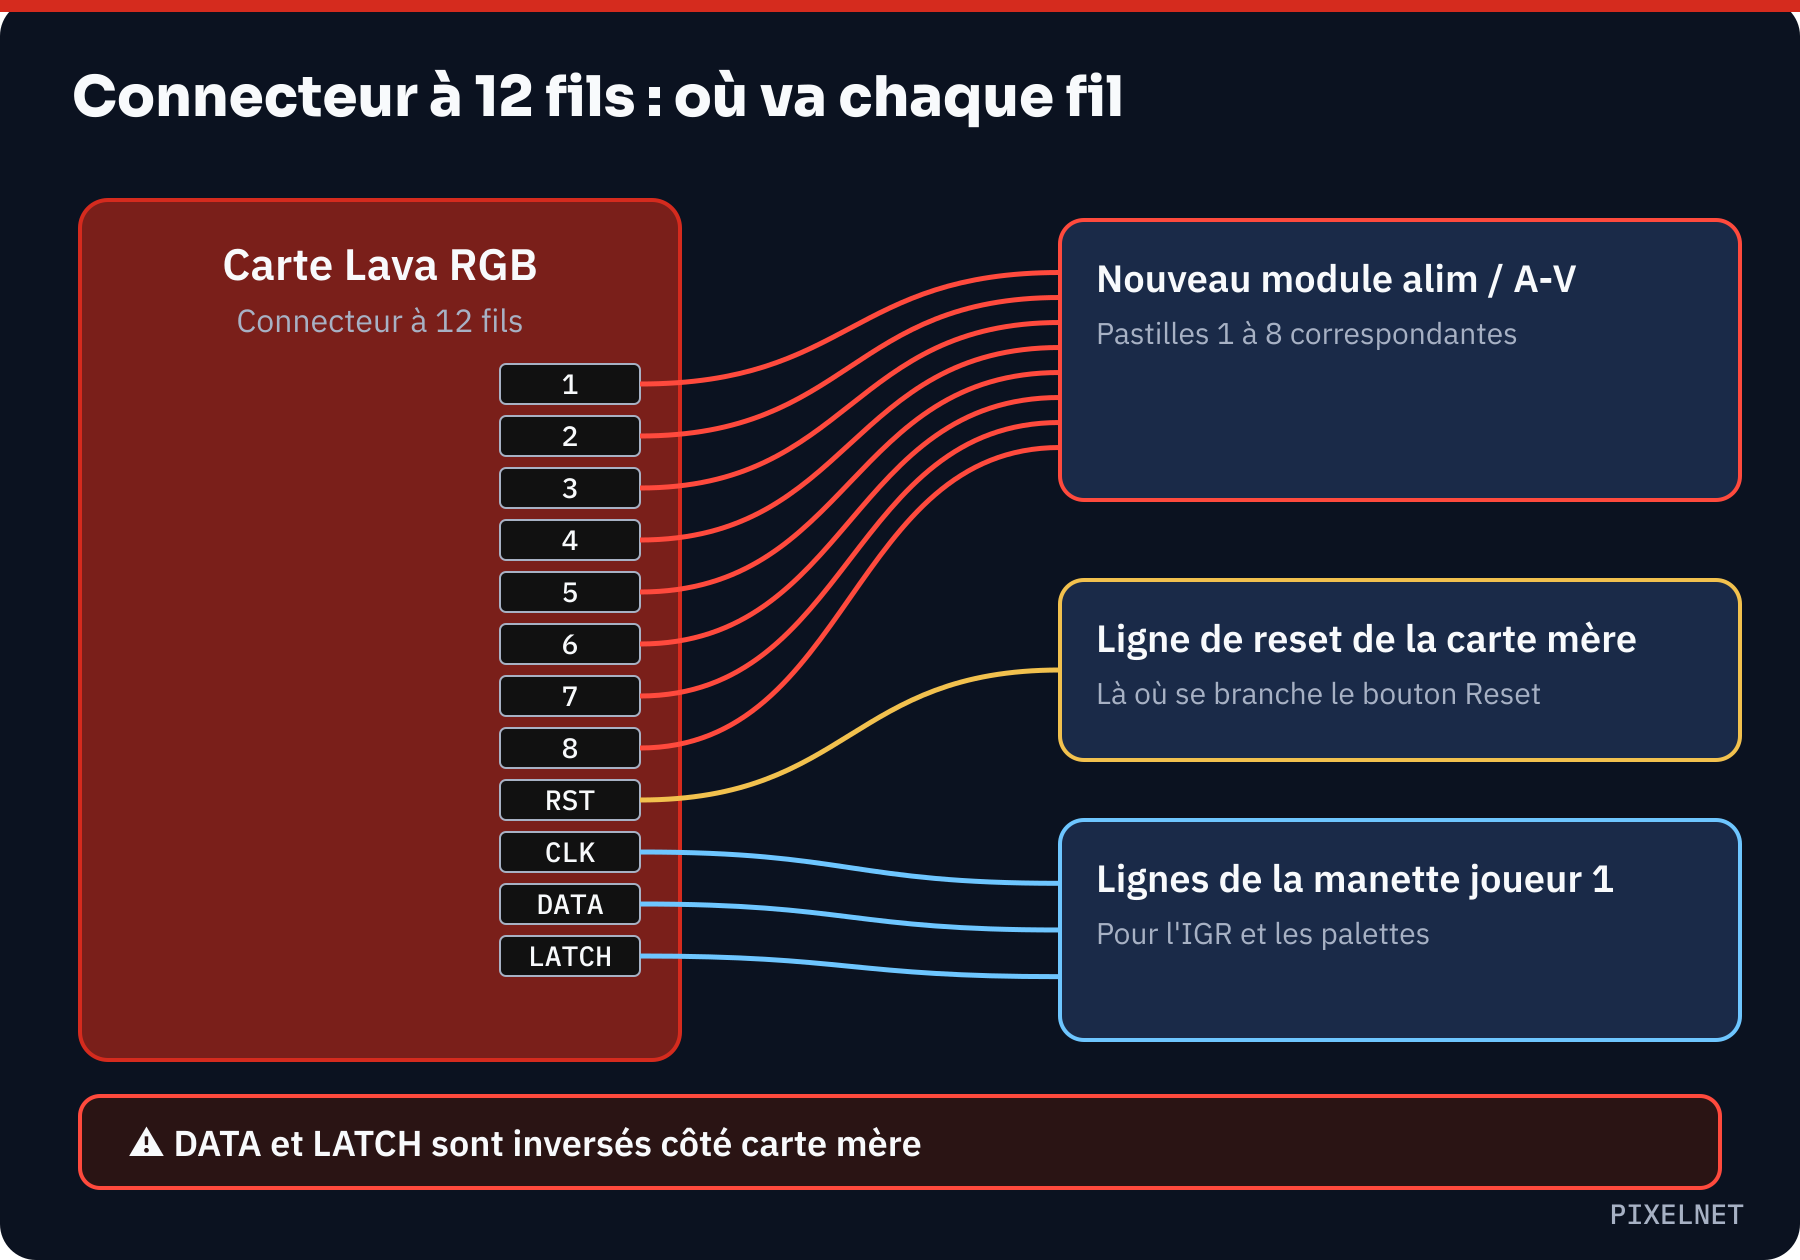 Connecteur à 12 fils : où va chaque fil
Carte Lava RGB
Connecteur à 12 fils
1
2
3
4
5
6
7
8
RST
CLK
DATA
LATCH
Nouveau module alim / A-V
Pastilles 1 à 8 correspondantes
Ligne de reset de la carte mère
Là où se branche le bouton Reset
Lignes de la manette joueur 1
Pour l'IGR et les palettes
⚠ DATA et LATCH sont inversés côté carte mère
PIXELNET